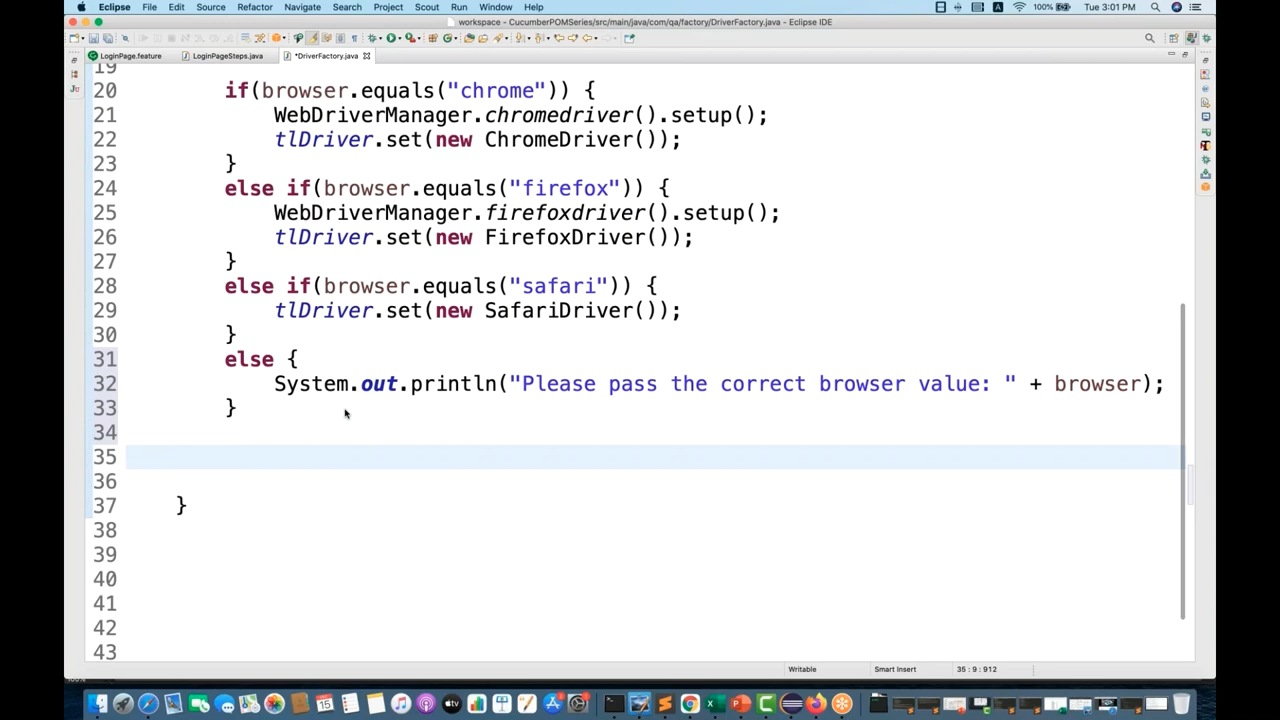 Eclipse File Edit Source Refactor Navigate Search Project Scout Run Window Help 100% Tue 3:01 PM
workspace - CucumberPOMSeries/src/main/java/com/qa/factory/DriverFactory.java - Eclipse IDE
LoginPage.feature LoginPageSteps.java *DriverFactory.java
19
20 if(browser.equals("chrome")) {
21 WebDriverManager.chromedriver().setup();
22 tlDriver.set(new ChromeDriver());
23 }
24 else if(browser.equals("firefox")) {
25 WebDriverManager.firefoxdriver().setup();
26 tlDriver.set(new FirefoxDriver());
27 }
28 else if(browser.equals("safari")) {
29 tlDriver.set(new SafariDriver());
30 }
31 else {
32 System.out.println("Please pass the correct browser value: " + browser);
33 }
34
35
36
37 }
38
39
40
41
42
43
Writable Smart Insert 35 : 9 : 912